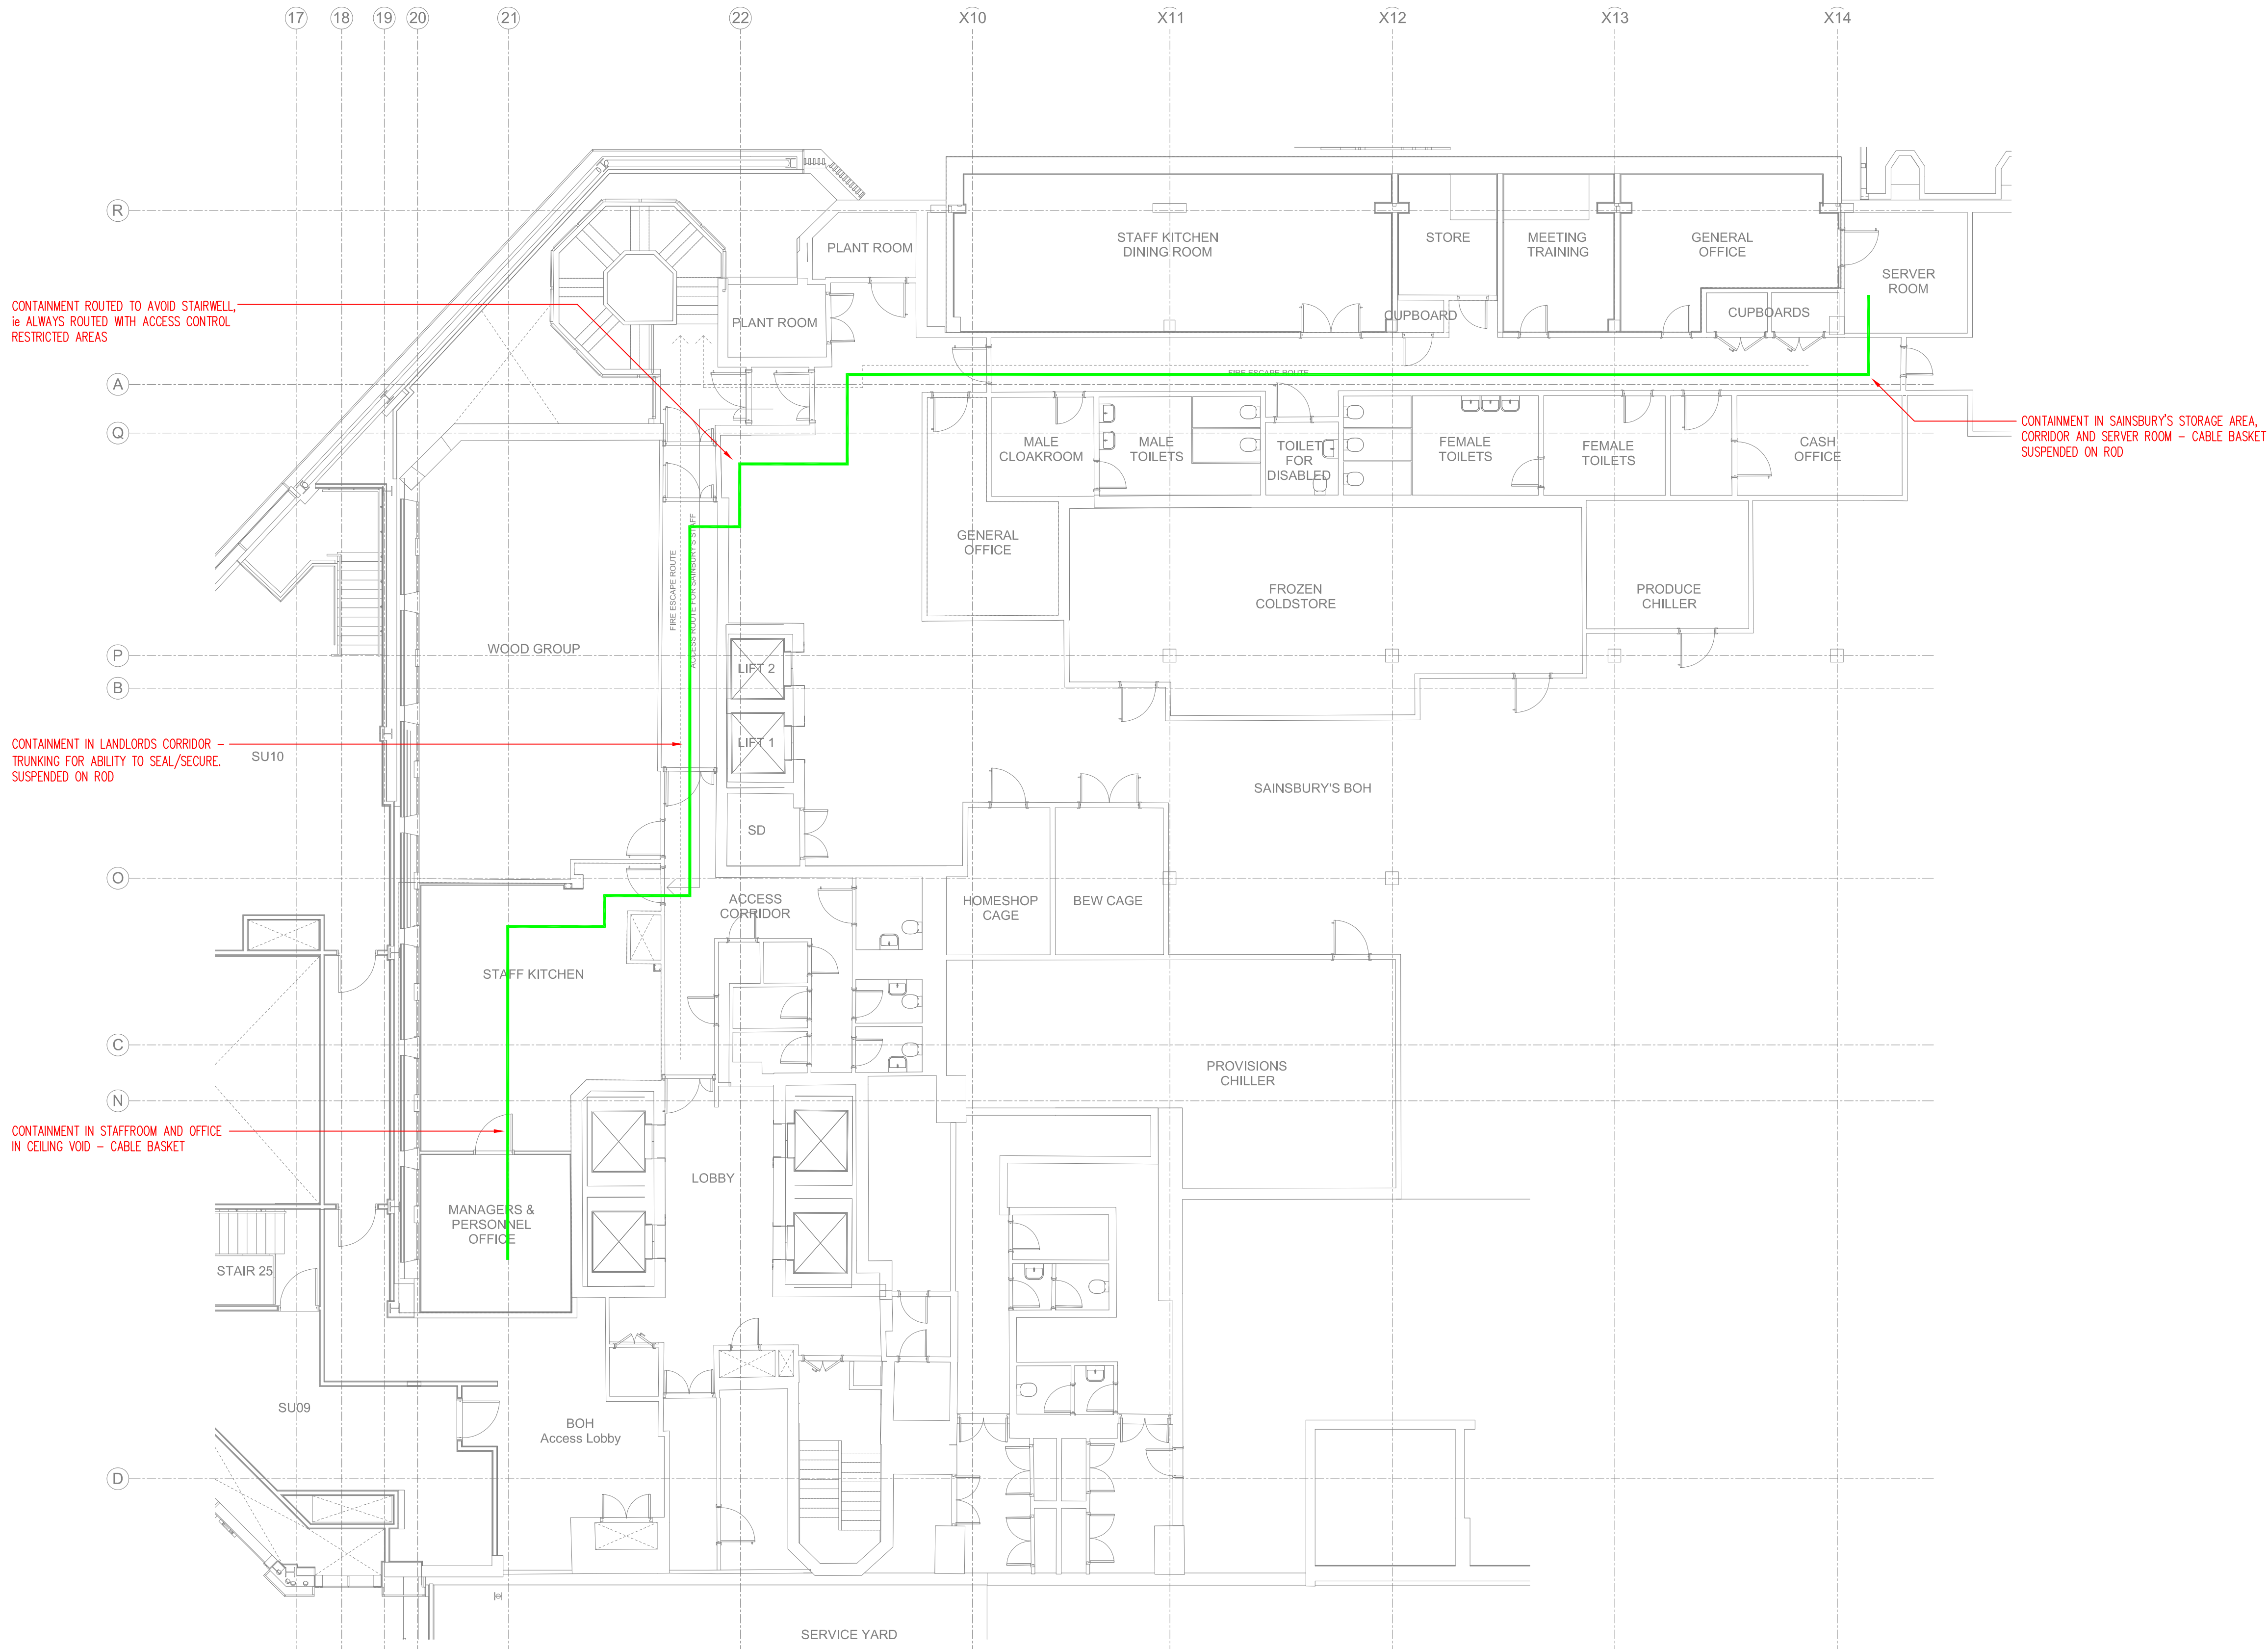 17
18
19
20
21
22
X10
X11
X12
X13
X14
R
A
Q
P
B
O
C
N
D
CONTAINMENT ROUTED TO AVOID STAIRWELL,
ie ALWAYS ROUTED WITH ACCESS CONTROL
RESTRICTED AREAS
PLANT ROOM
PLANT ROOM
STAFF KITCHEN
DINING ROOM
STORE
MEETING
TRAINING
GENERAL
OFFICE
SERVER
ROOM
CUPBOARD
CUPBOARDS
FIRE ESCAPE ROUTE
CONTAINMENT IN SAINSBURY'S STORAGE AREA,
CORRIDOR AND SERVER ROOM – CABLE BASKET
SUSPENDED ON ROD
MALE
CLOAKROOM
MALE
TOILETS
TOILET
FOR
DISABLED
FEMALE
TOILETS
FEMALE
TOILETS
CASH
OFFICE
GENERAL
OFFICE
FROZEN
COLDSTORE
PRODUCE
CHILLER
FIRE ESCAPE ROUTE
ACCESS ROUTE FOR SAINBURY'S STAFF
WOOD GROUP
LIFT 2
LIFT 1
CONTAINMENT IN LANDLORDS CORRIDOR –
TRUNKING FOR ABILITY TO SEAL/SECURE.
SUSPENDED ON ROD
SU10
SAINSBURY'S BOH
SD
ACCESS
CORRIDOR
HOMESHOP
CAGE
BEW CAGE
STAFF KITCHEN
PROVISIONS
CHILLER
CONTAINMENT IN STAFFROOM AND OFFICE
IN CEILING VOID – CABLE BASKET
LOBBY
MANAGERS &
PERSONNEL
OFFICE
STAIR 25
SU09
BOH
Access Lobby
SERVICE YARD